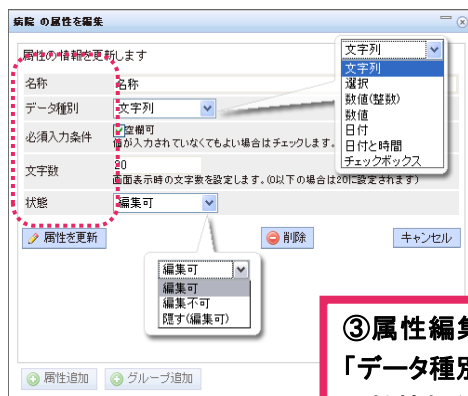 病院 の属性を編集
属性の情報を更新します
名称
名称
データ種別
文字列
必須入力条件
空欄可
値が入力されていなくてもよい場合はチェックします。
文字数
20
画面表示時の文字数を設定します。(0以下の場合は20に設定されます)
状態
編集可
属性を更新
削除
キャンセル
文字列
文字列
選択
数値(整数)
数値
日付
日付と時間
チェックボックス
編集可
編集可
編集不可
隠す(編集可)
属性追加
グループ追加
③属性編集
「データ種別